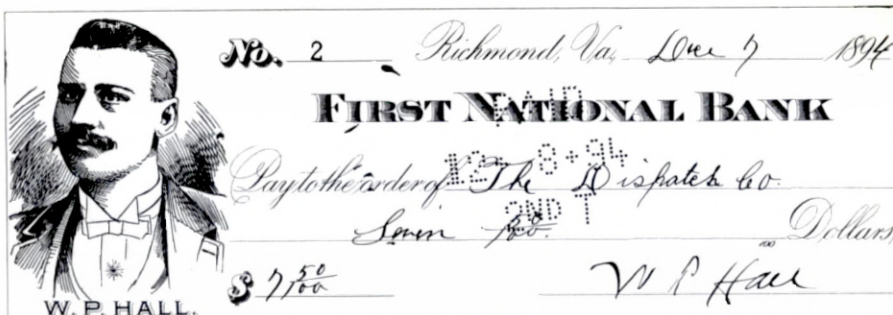 No. 2 Richmond, Va, Dec 7 1894
FIRST NATIONAL BANK
PAID
Pay to the order of The Dispatch Co.
12 8+94
Seven 50/100 Dollars
2ND T
$ 7 50/100 W P Hall
W. P. HALL.